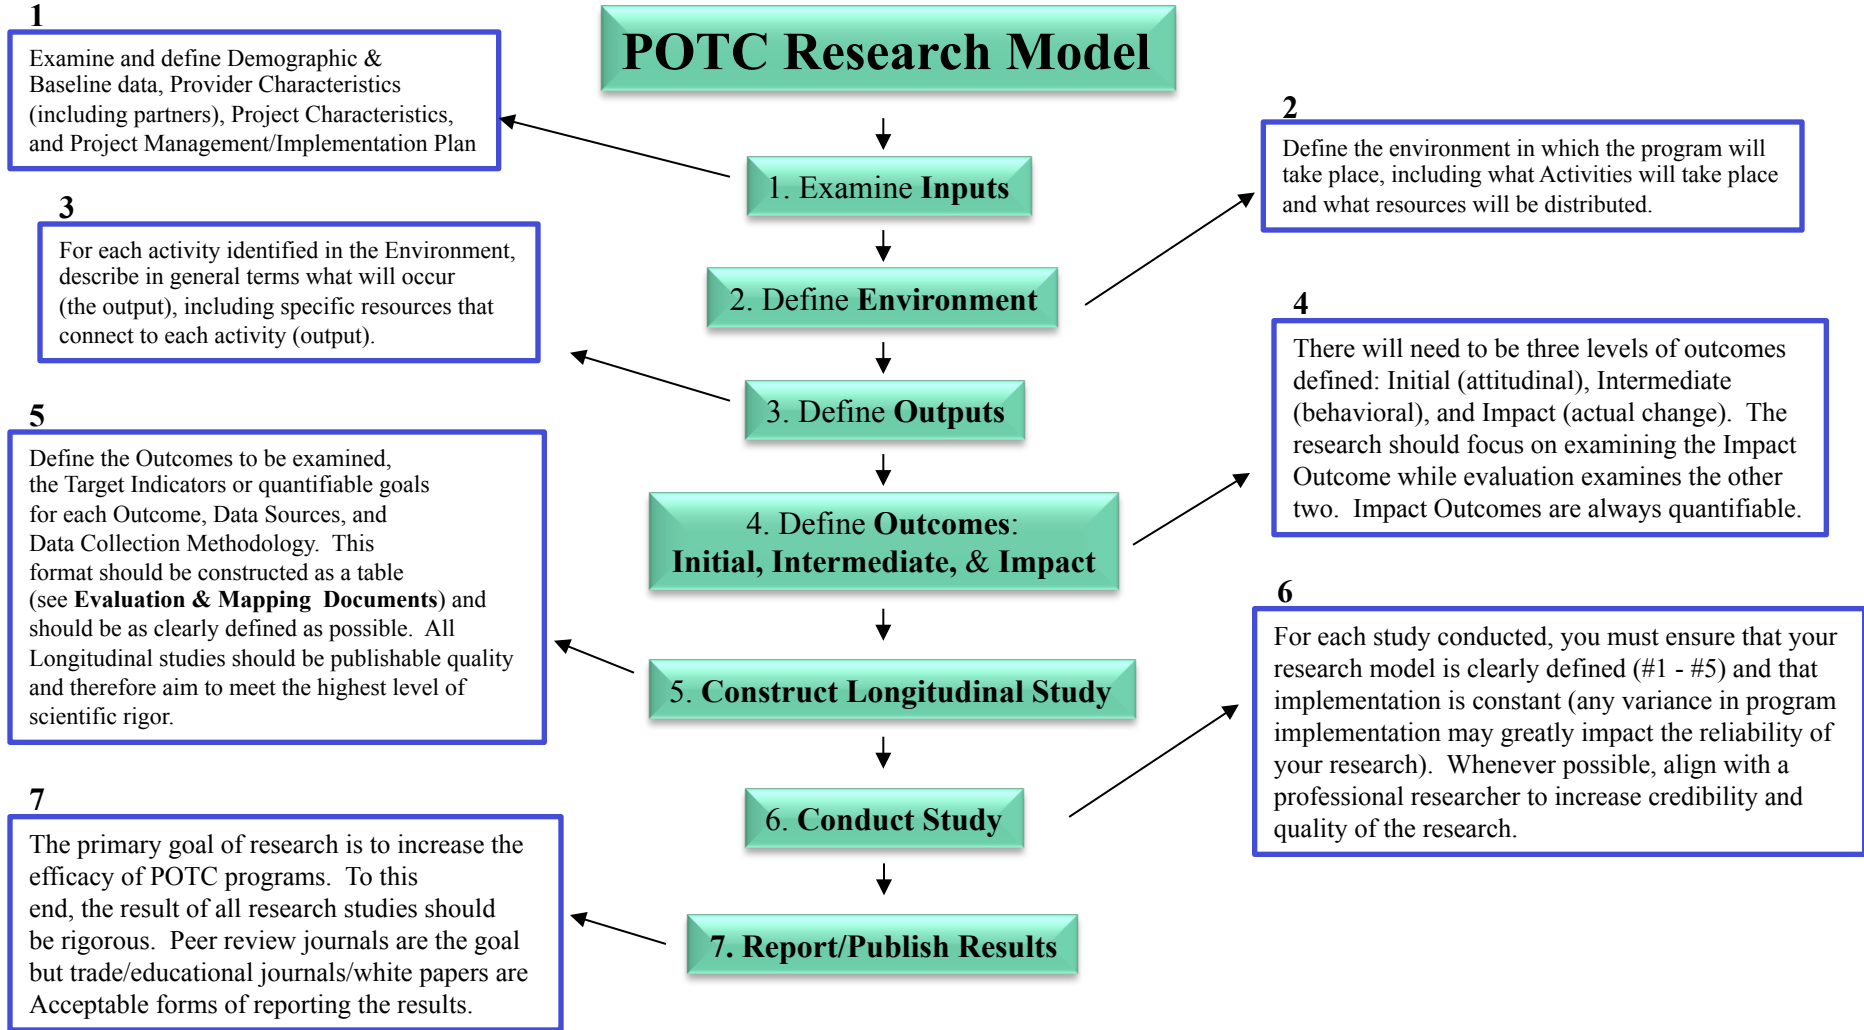 POTC Research Model
1
Examine and define Demographic &
Baseline data, Provider Characteristics
(including partners), Project Characteristics,
and Project Management/Implementation Plan
1. Examine Inputs
2
Define the environment in which the program will
take place, including what Activities will take place
and what resources will be distributed.
2. Define Environment
3
For each activity identified in the Environment,
describe in general terms what will occur
(the output), including specific resources that
connect to each activity (output).
3. Define Outputs
4
There will need to be three levels of outcomes
defined: Initial (attitudinal), Intermediate
(behavioral), and Impact (actual change).  The
research should focus on examining the Impact
Outcome while evaluation examines the other
two.  Impact Outcomes are always quantifiable.
4. Define Outcomes:
Initial, Intermediate, & Impact
5
Define the Outcomes to be examined,
the Target Indicators or quantifiable goals
for each Outcome, Data Sources, and
Data Collection Methodology.  This
format should be constructed as a table
(see Evaluation & Mapping  Documents) and
should be as clearly defined as possible.  All
Longitudinal studies should be publishable quality
and therefore aim to meet the highest level of
scientific rigor.
5. Construct Longitudinal Study
6
For each study conducted, you must ensure that your
research model is clearly defined (#1 - #5) and that
implementation is constant (any variance in program
implementation may greatly impact the reliability of
your research).  Whenever possible, align with a
professional researcher to increase credibility and
quality of the research.
6. Conduct Study
7
The primary goal of research is to increase the
efficacy of POTC programs.  To this
end, the result of all research studies should
be rigorous.  Peer review journals are the goal
but trade/educational journals/white papers are
Acceptable forms of reporting the results.
7. Report/Publish Results